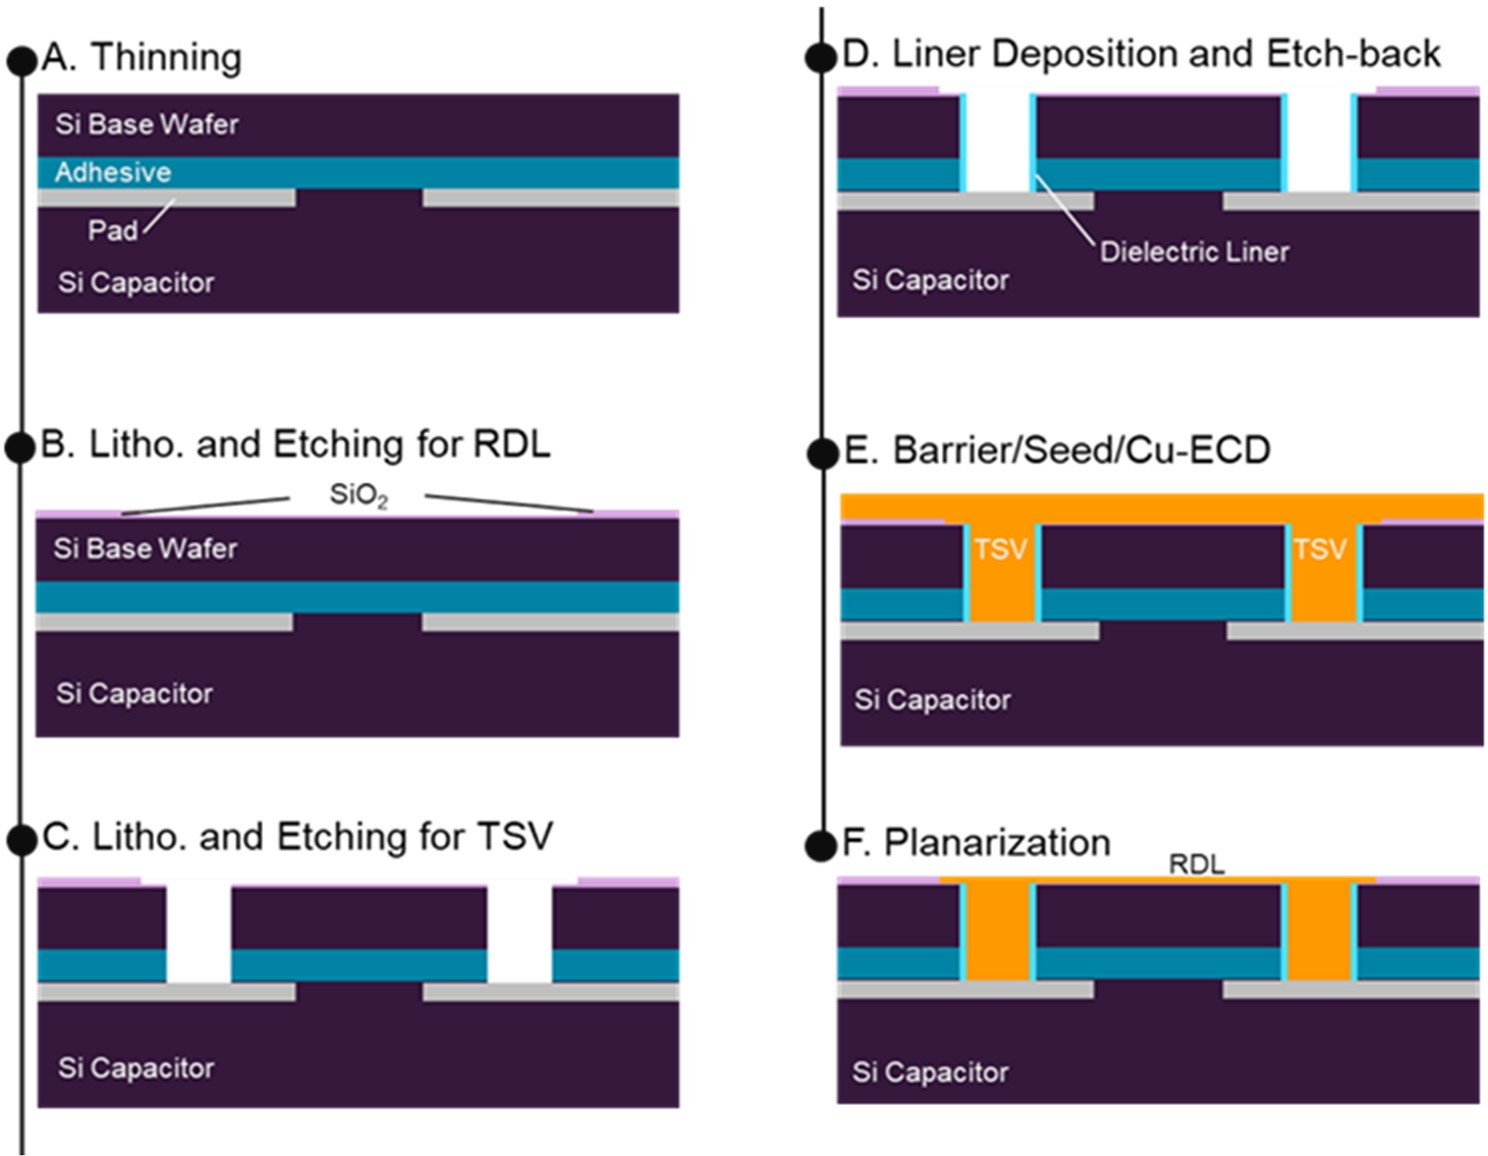 A. Thinning
Si Base Wafer
Adhesive
Pad
Si Capacitor
B. Litho. and Etching for RDL
SiO₂
Si Base Wafer
Si Capacitor
C. Litho. and Etching for TSV
Si Capacitor
D. Liner Deposition and Etch-back
Dielectric Liner
Si Capacitor
E. Barrier/Seed/Cu-ECD
TSV TSV
Si Capacitor
F. Planarization
RDL
Si Capacitor